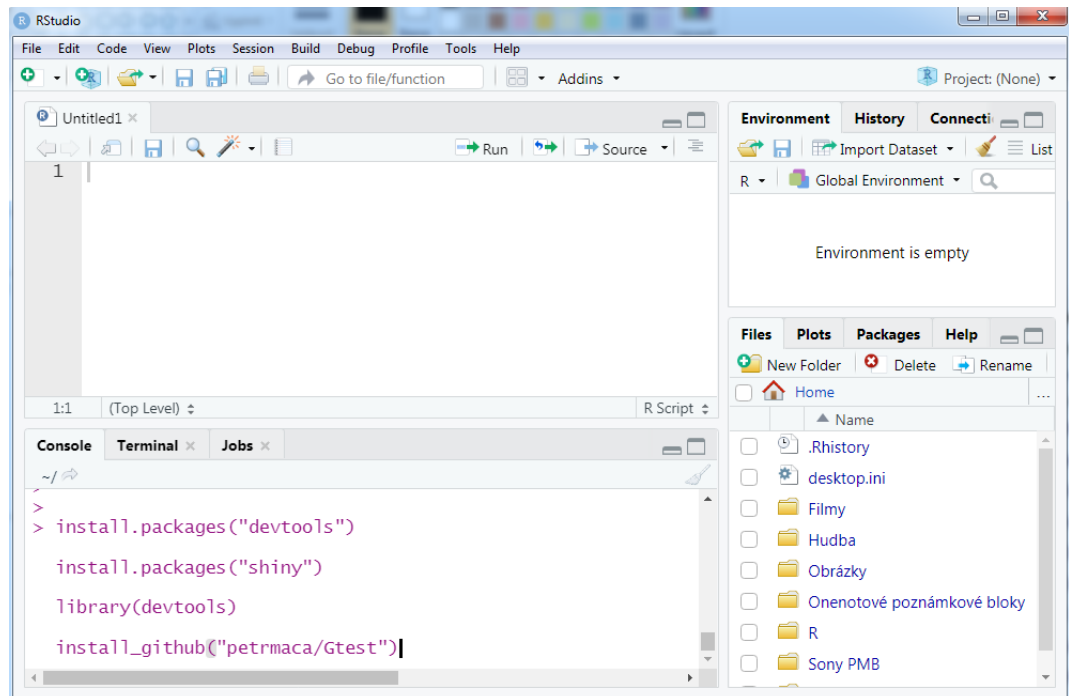 RStudio
File Edit Code View Plots Session Build Debug Profile Tools Help
Go to file/function Addins Project: (None)
Untitled1
Run Source
1
1:1 (Top Level) R Script
Console Terminal Jobs
~/
>
>
> install.packages("devtools")
install.packages("shiny")
library(devtools)
install_github("petrmaca/Gtest")
Environment History Connecti
Import Dataset List
R Global Environment
Environment is empty
Files Plots Packages Help
New Folder Delete Rename
Home ...
Name
.Rhistory
desktop.ini
Filmy
Hudba
Obrázky
Onenotové poznámkové bloky
R
Sony PMB